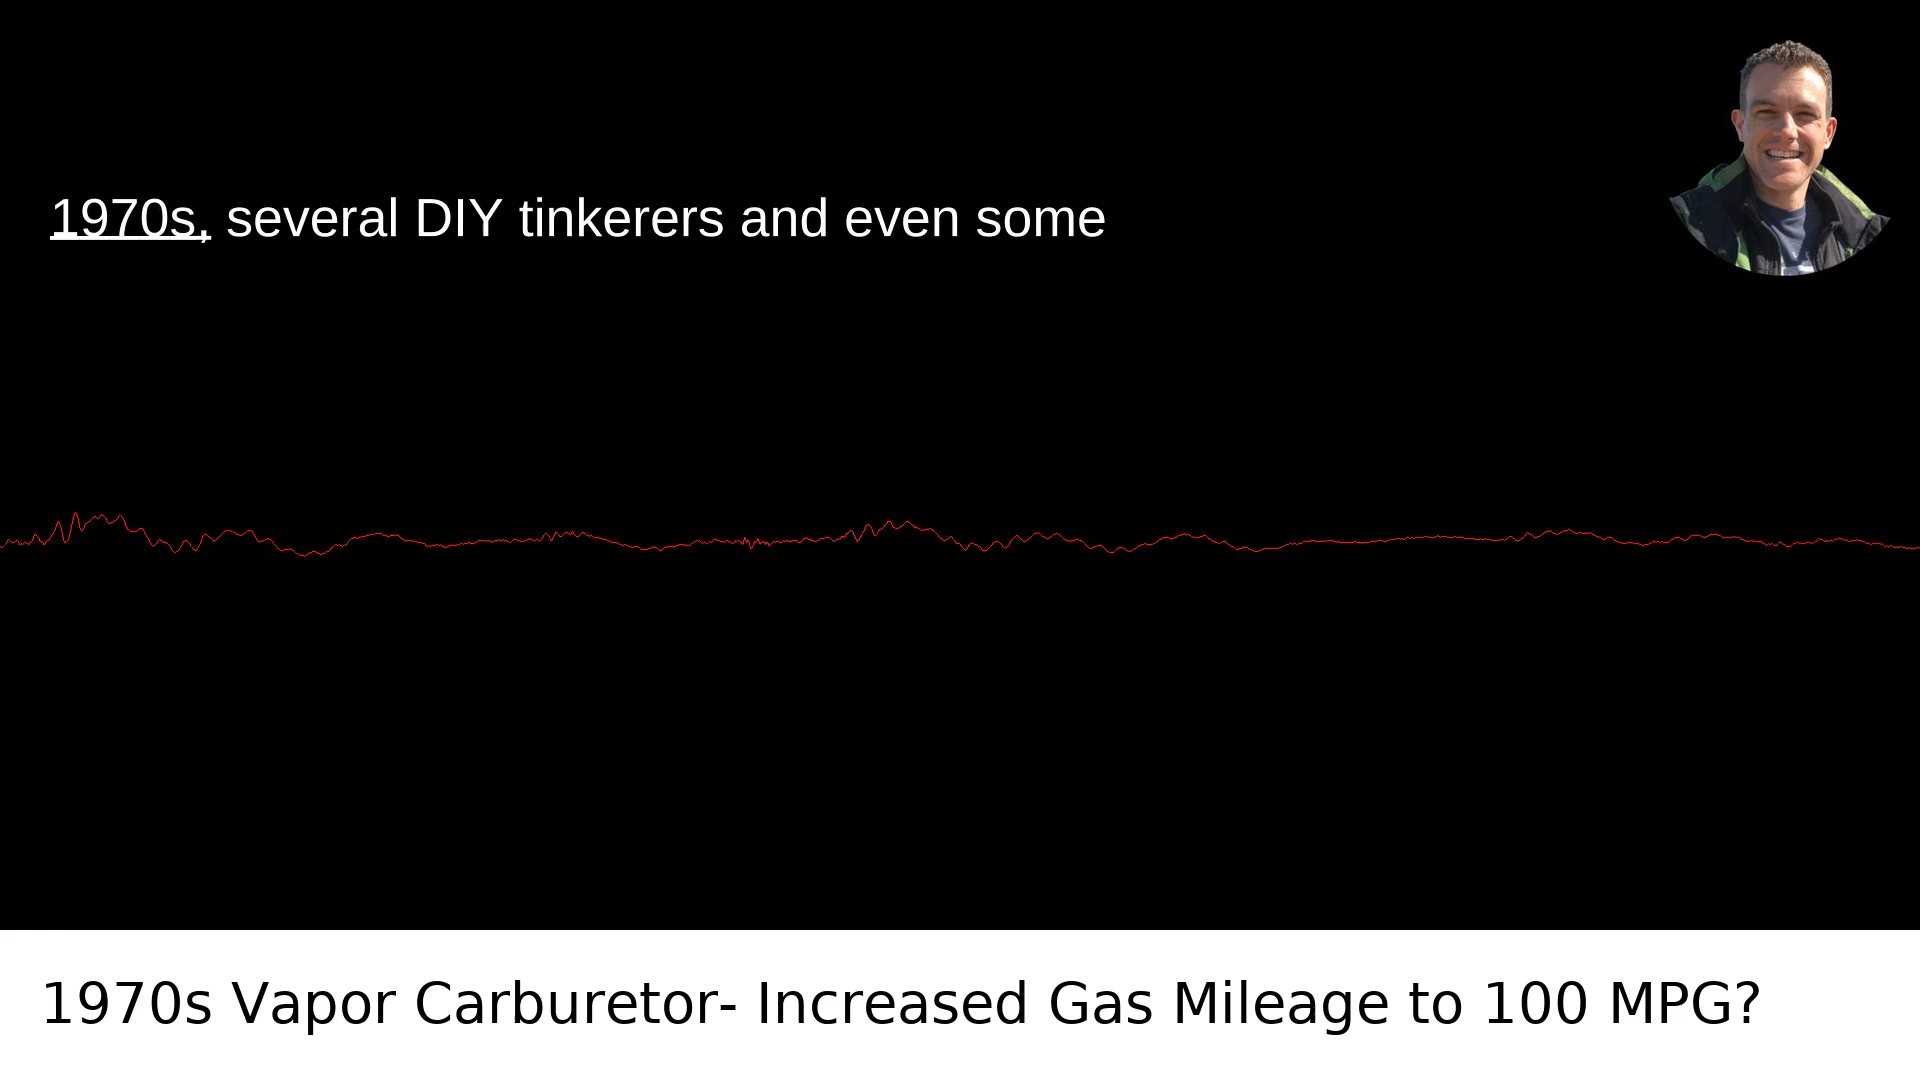 1970s, several DIY tinkerers and even some
1970s Vapor Carburetor- Increased Gas Mileage to 100 MPG?